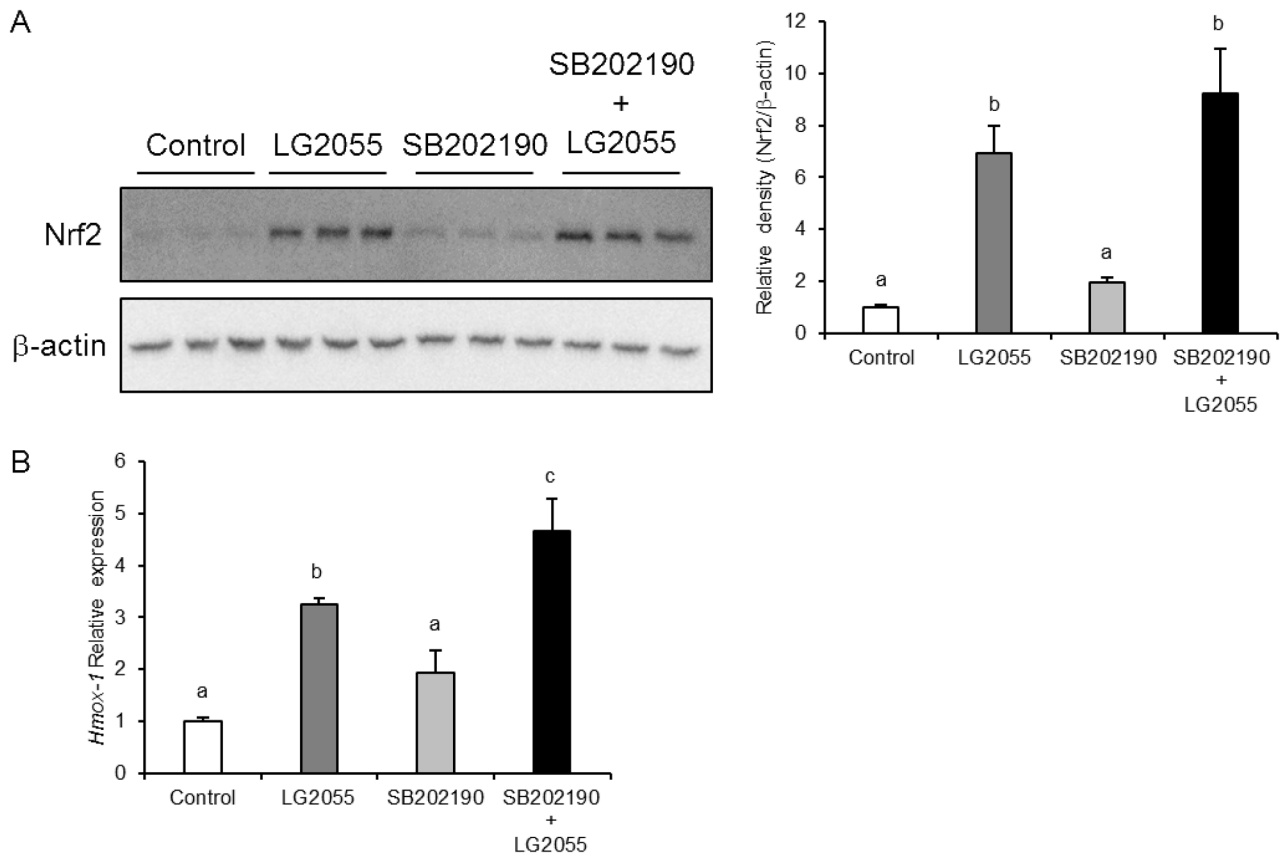 A
Control
LG2055
SB202190
SB202190
+
LG2055
Nrf2
β-actin
Relative density (Nrf2/β-actin)
12
10
8
6
4
2
0
a
b
a
b
Control
LG2055
SB202190
SB202190
+
LG2055
B
Hmox-1 Relative expression
6
5
4
3
2
1
0
a
b
a
c
Control
LG2055
SB202190
SB202190
+
LG2055